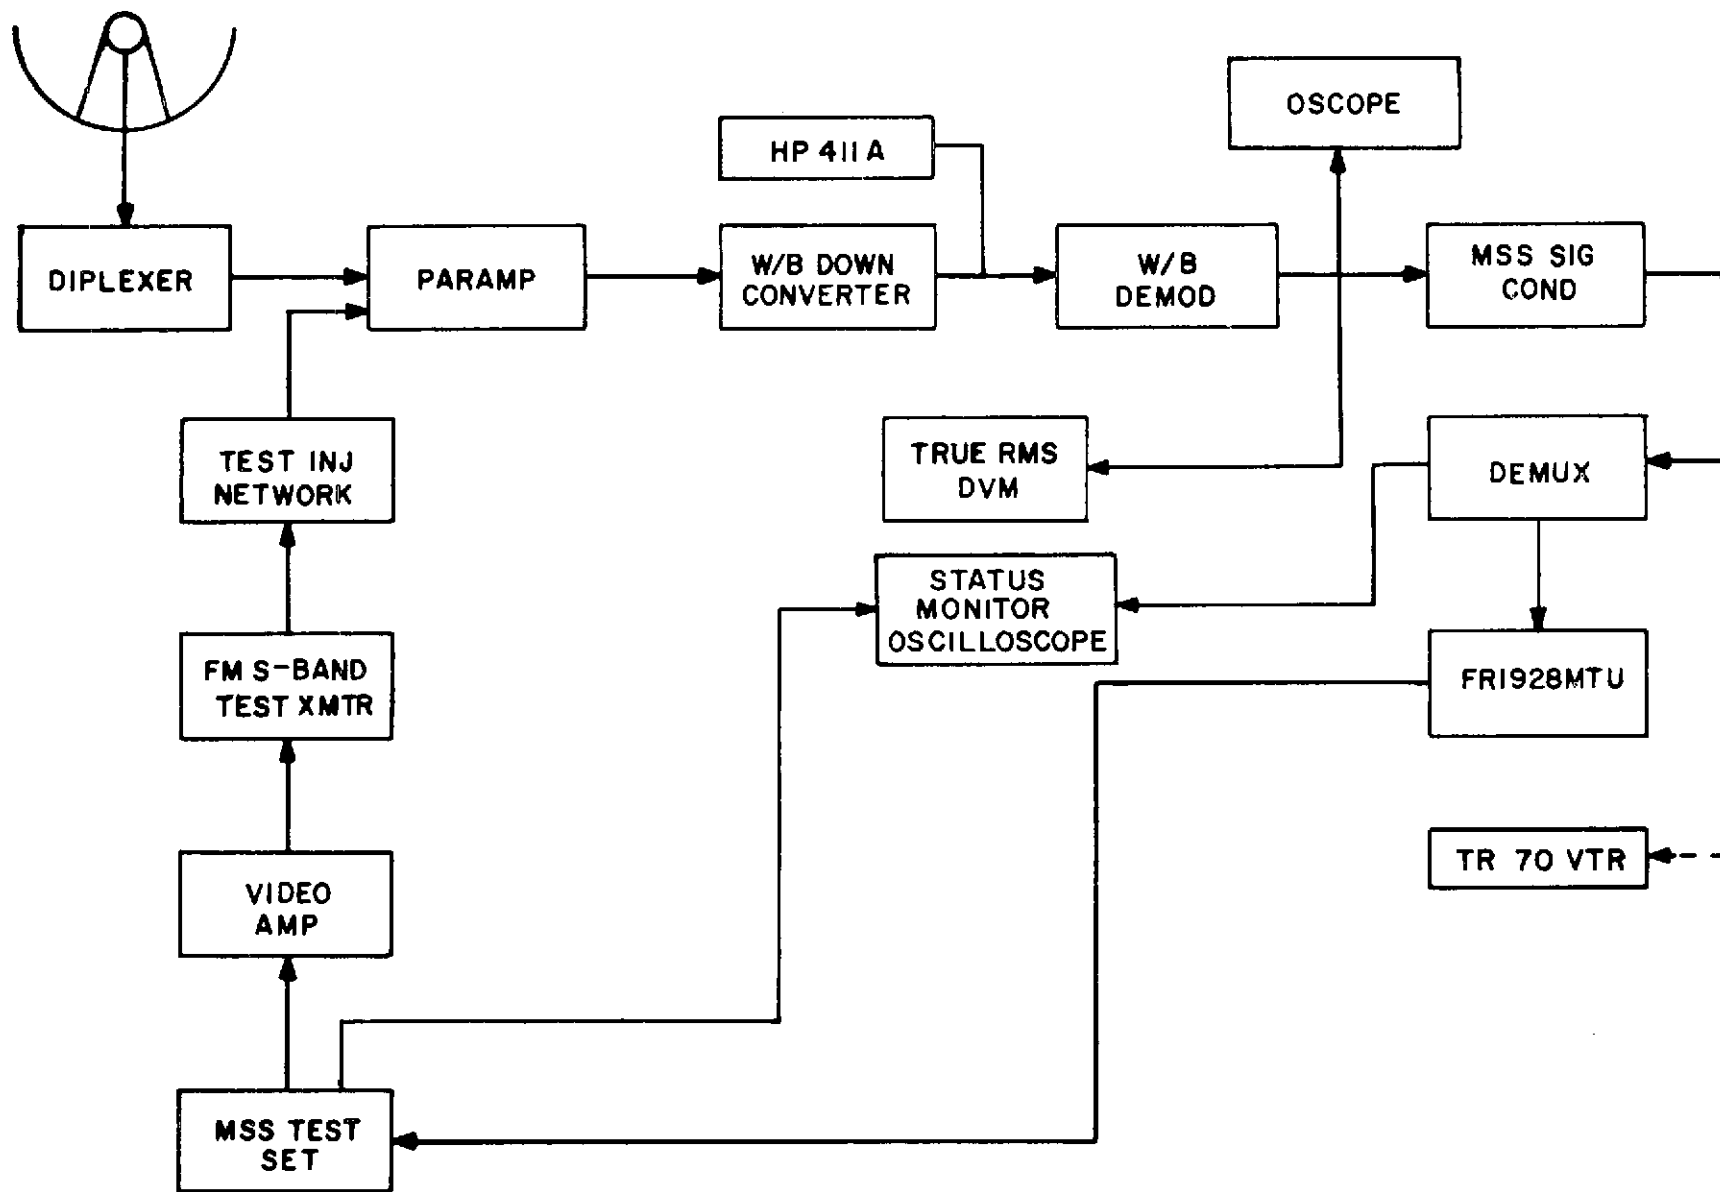 OSCOPE
HP 411A
DIPLEXER
PARAMP
W/B DOWN
CONVERTER
W/B
DEMOD
MSS SIG
COND
TEST INJ
NETWORK
TRUE RMS
DVM
DEMUX
STATUS
MONITOR
OSCILLOSCOPE
FM S-BAND
TEST XMTR
FR1928MTU
VIDEO
AMP
TR 70 VTR
MSS TEST
SET